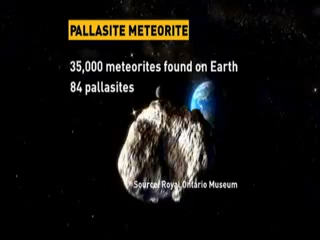 PALLASITE METEORITE
35,000 meteorites found on Earth
84 pallasites
Source: Royal Ontario Museum